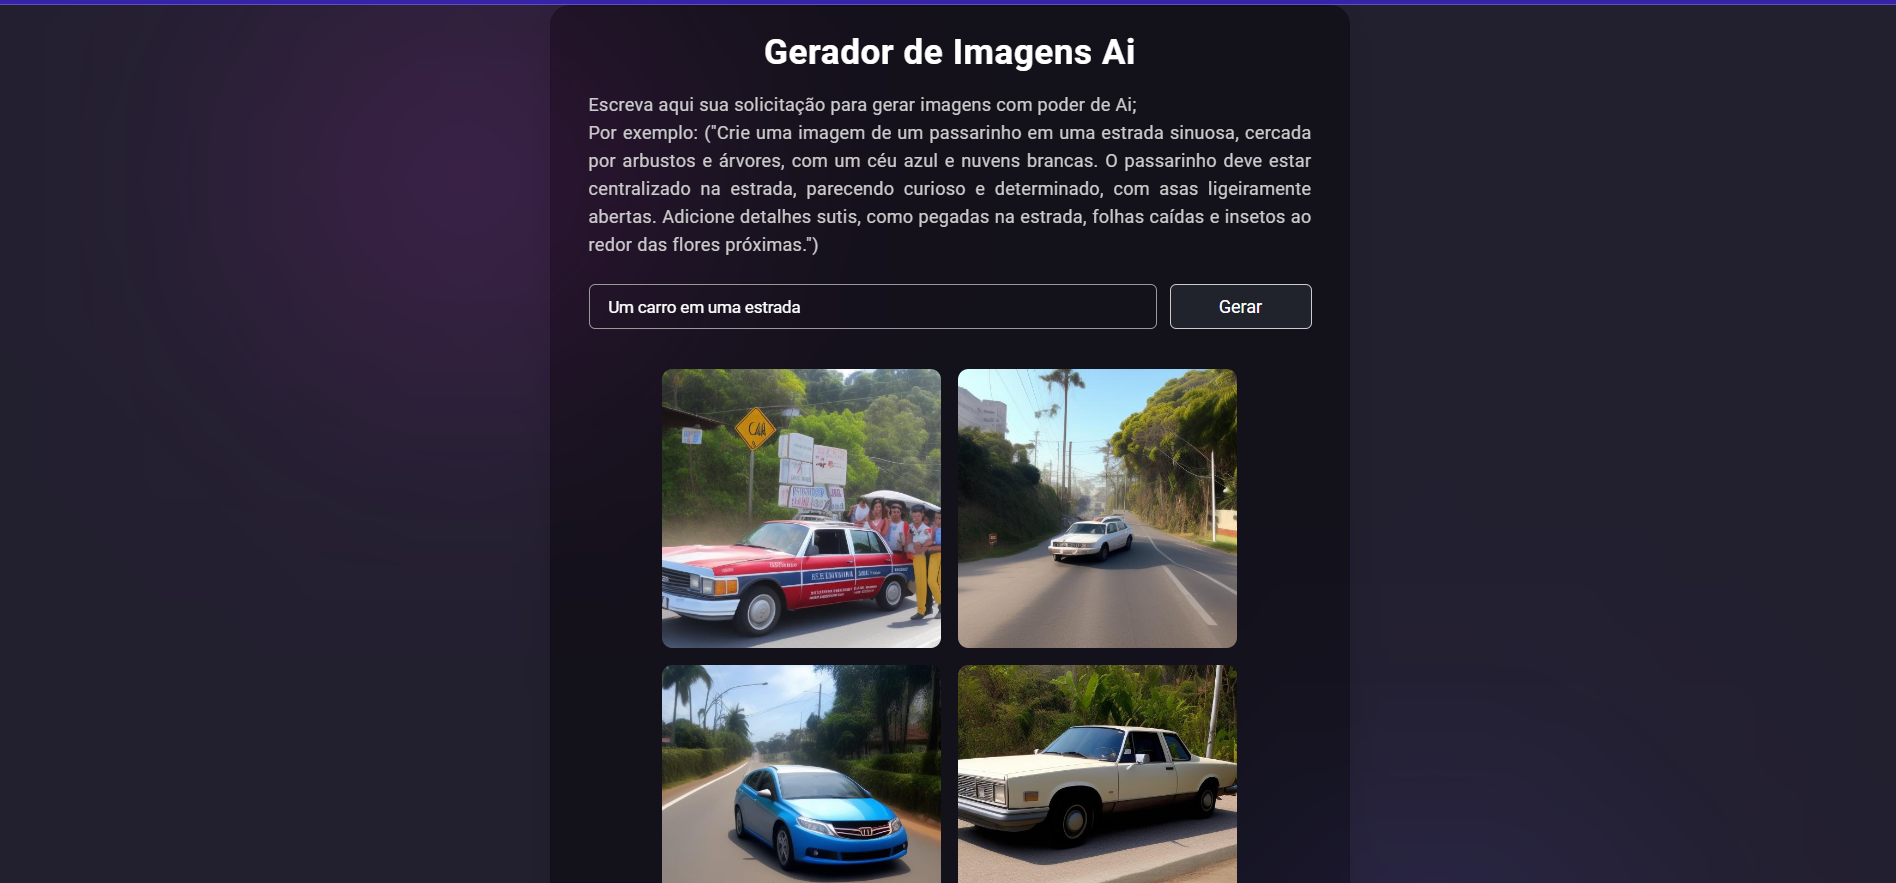 Gerador de Imagens Ai
Escreva aqui sua solicitação para gerar imagens com poder de Ai;
Por exemplo: ("Crie uma imagem de um passarinho em uma estrada sinuosa, cercada
por arbustos e árvores, com um céu azul e nuvens brancas. O passarinho deve estar
centralizado na estrada, parecendo curioso e determinado, com asas ligeiramente
abertas. Adicione detalhes sutis, como pegadas na estrada, folhas caídas e insetos ao
redor das flores próximas.")
Um carro em uma estrada
Gerar